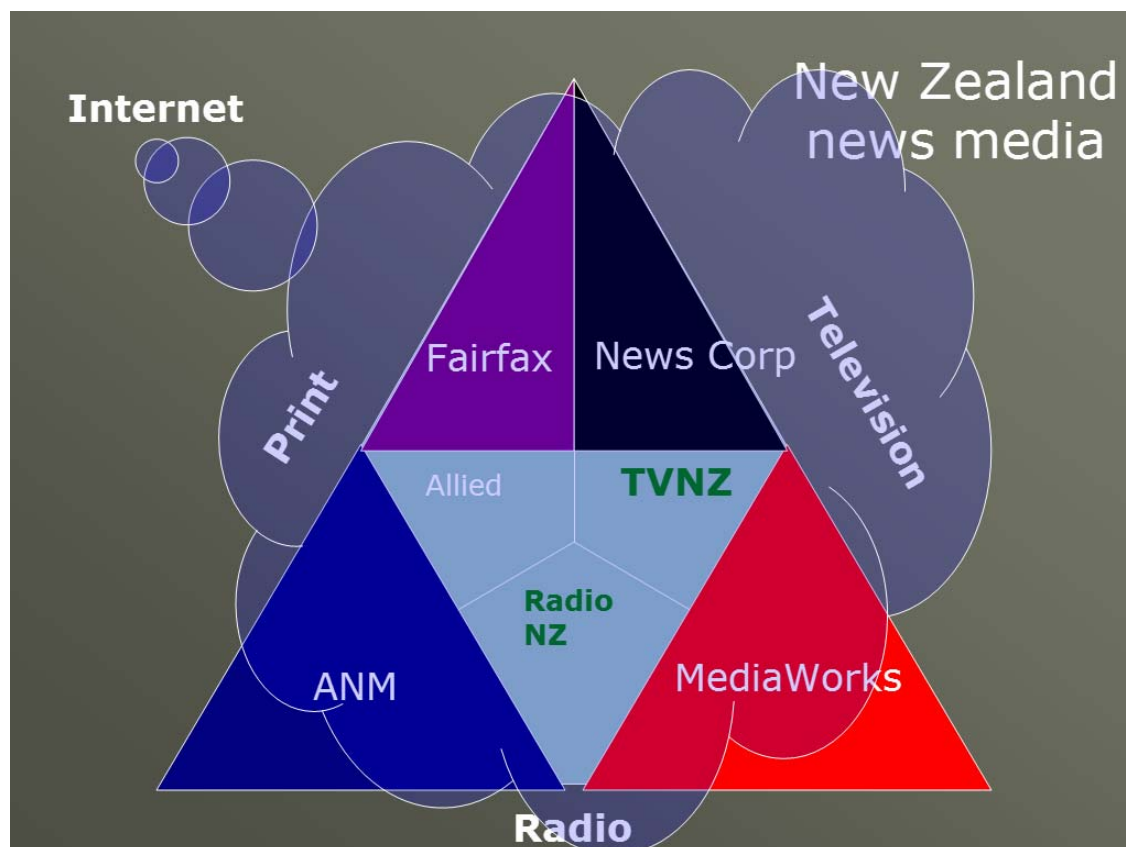 New Zealand
news media
Internet
Print
Television
Fairfax
News Corp
Allied
TVNZ
Radio
NZ
ANM
MediaWorks
Radio